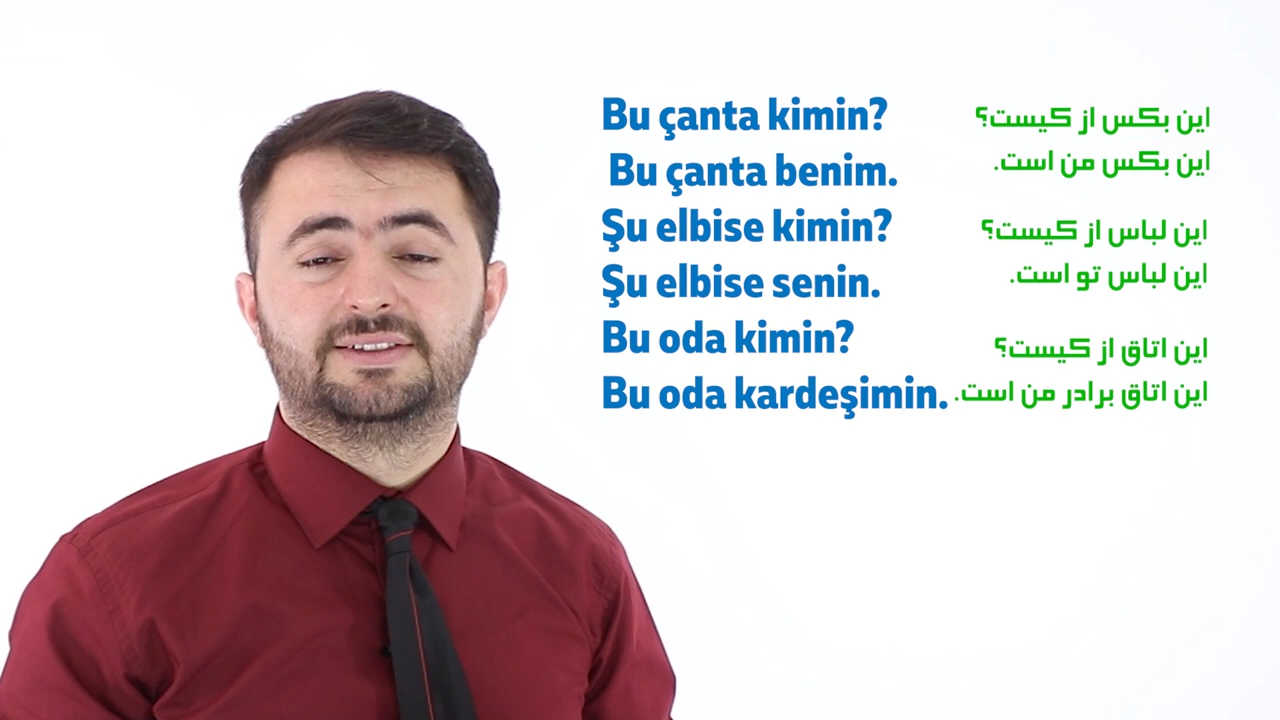 Bu çanta kimin? این بکس از کیست؟
Bu çanta benim. این بکس من است.
Şu elbise kimin? این لباس از کیست؟
Şu elbise senin. این لباس تو است.
Bu oda kimin? این اتاق از کیست؟
Bu oda kardeşimin. این اتاق برادر من است.